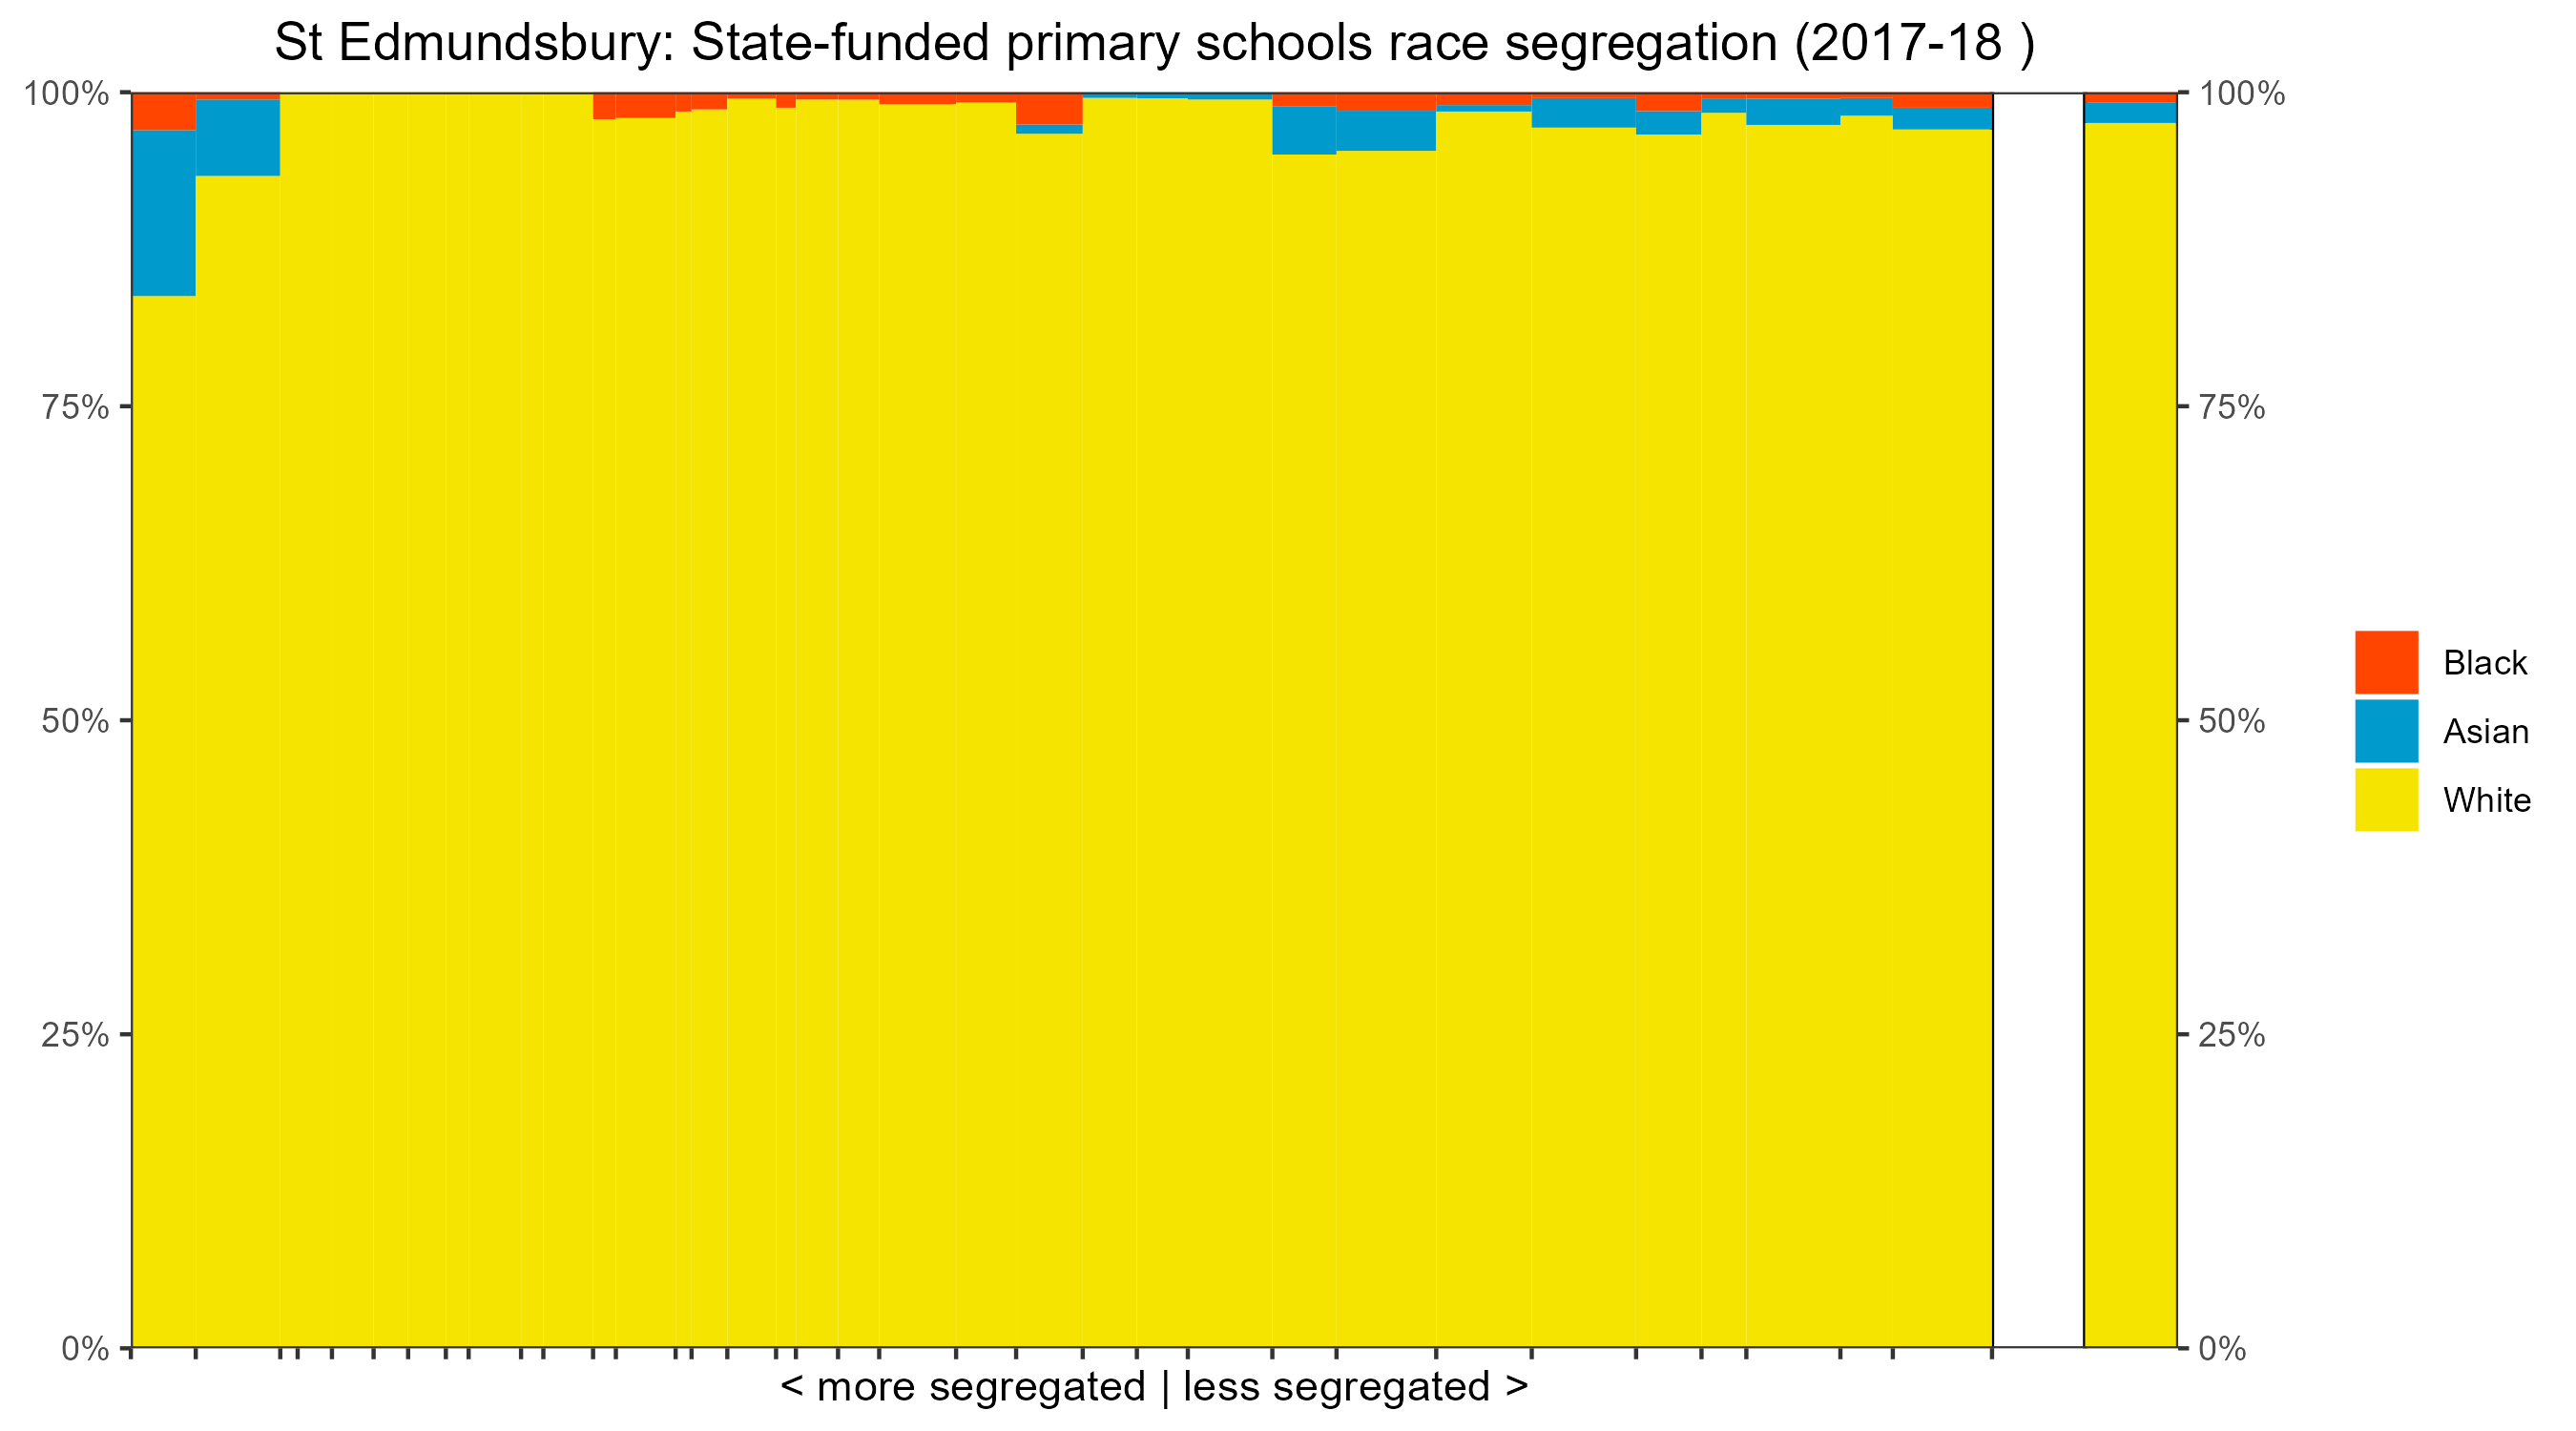 St Edmundsbury: State-funded primary schools race segregation (2017-18 )
100%
75%
50%
25%
0%
100%
75%
50%
25%
0%
Black
Asian
White
< more segregated | less segregated >